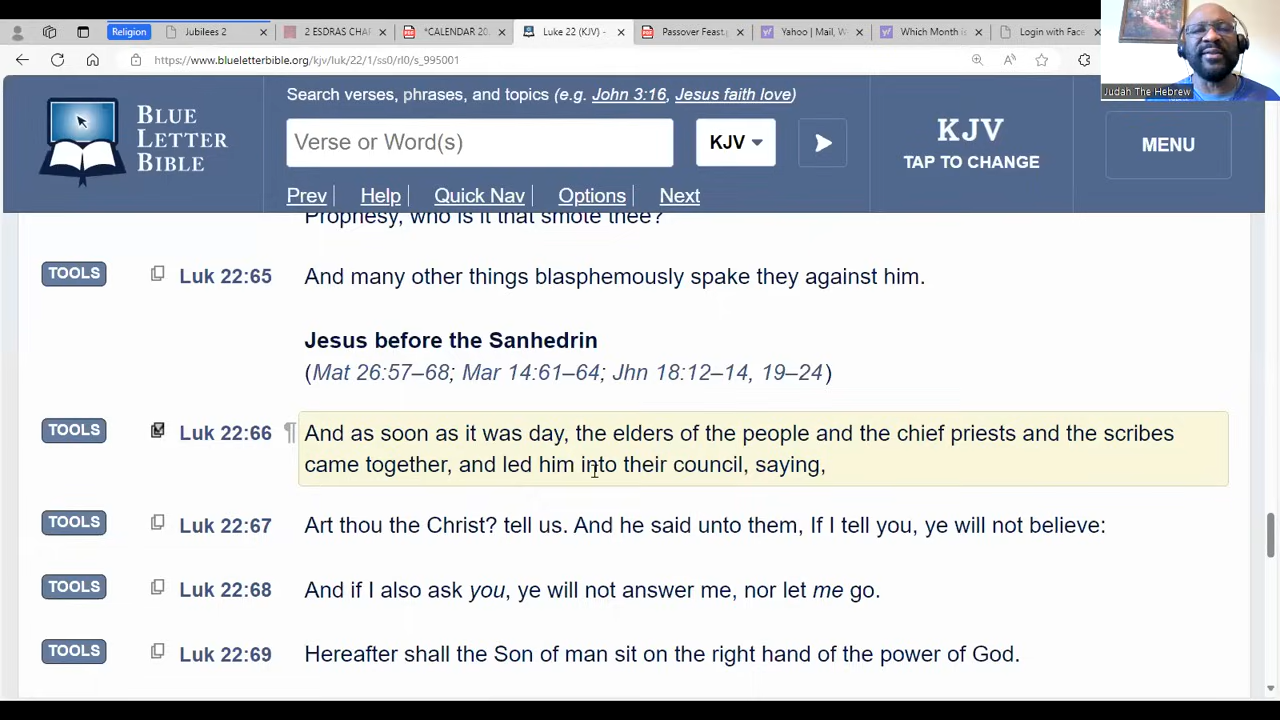 Religion
Jubilees 2
2 ESDRAS CHA
*CALENDAR 20
Luke 22 (KJV) -
Passover Feast,
Yahoo | Mail, W
Which Month is
Login with Face
https://www.blueletterbible.org/kjv/luk/22/1/ss0/rl0/s_995001
Judah The Hebrew
BLUE
LETTER
BIBLE
Search verses, phrases, and topics (e.g. John 3:16, Jesus faith love)
Verse or Word(s)
KJV
KJV
TAP TO CHANGE
MENU
Prev
Help
Quick Nav
Options
Next
Prophesy, who is it that smote thee?
TOOLS
Luk 22:65
And many other things blasphemously spake they against him.
Jesus before the Sanhedrin
(Mat 26:57–68; Mar 14:61–64; Jhn 18:12–14, 19–24)
TOOLS
Luk 22:66
¶
And as soon as it was day, the elders of the people and the chief priests and the scribes
came together, and led him into their council, saying,
TOOLS
Luk 22:67
Art thou the Christ? tell us. And he said unto them, If I tell you, ye will not believe:
TOOLS
Luk 22:68
And if I also ask you, ye will not answer me, nor let me go.
TOOLS
Luk 22:69
Hereafter shall the Son of man sit on the right hand of the power of God.